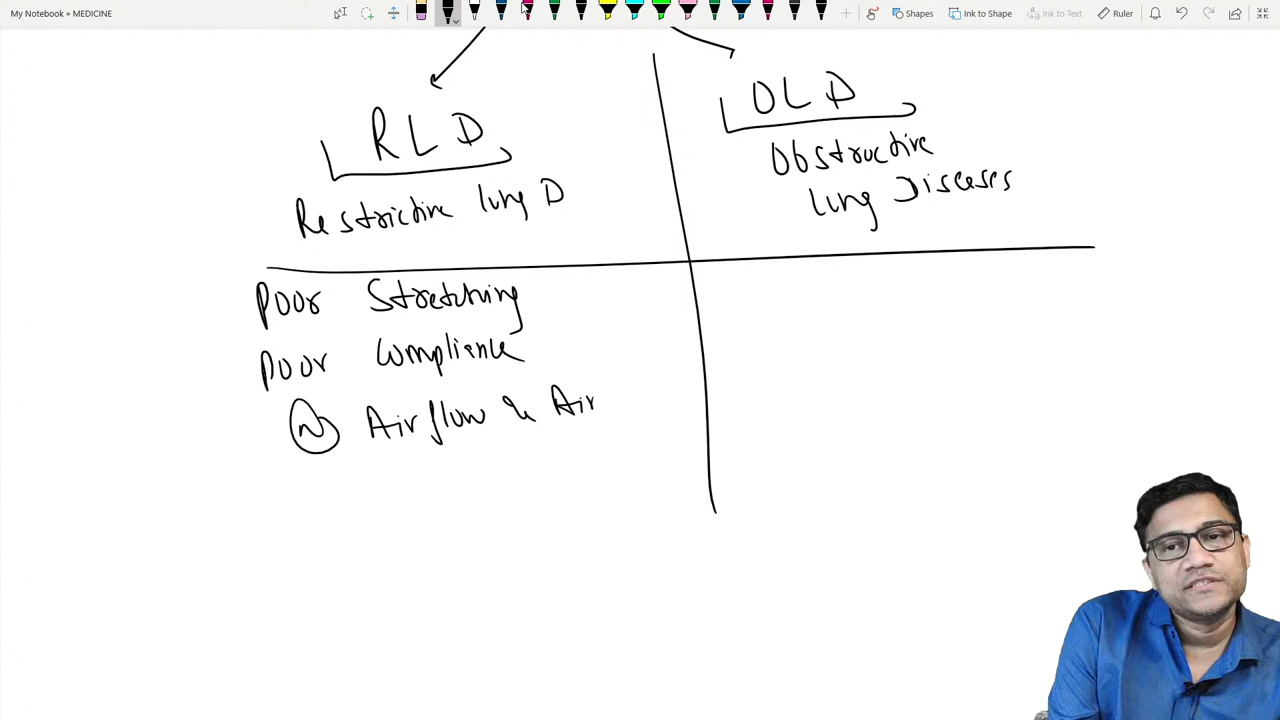 My Notebook » MEDICINE
Shapes
Ink to Shape
Ink to Text
Ruler
RLD
Restrictive lung D
OLD
Obstructive
Lung Diseases
Poor Stretching
Poor Compliance
N Airflow & Air